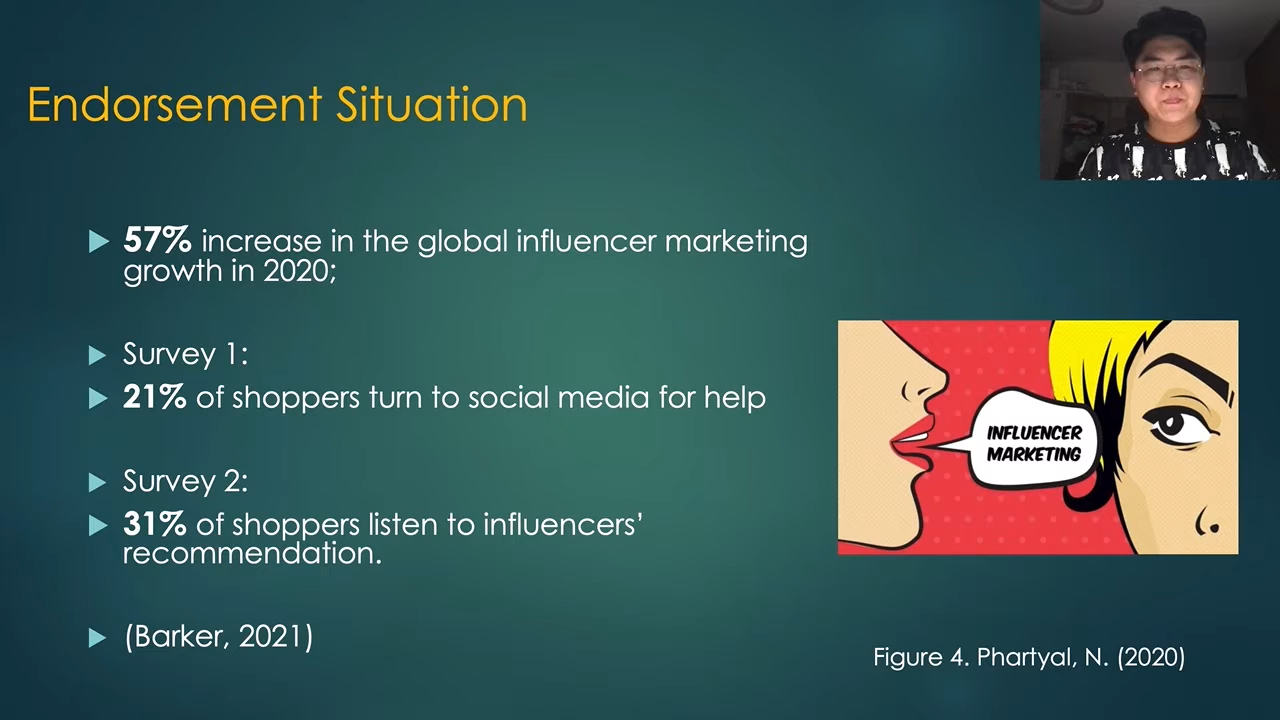 Endorsement Situation
57% increase in the global influencer marketing
growth in 2020;
Survey 1:
21% of shoppers turn to social media for help
Survey 2:
31% of shoppers listen to influencers’
recommendation.
(Barker, 2021)
INFLUENCER
MARKETING
Figure 4. Phartyal, N. (2020)